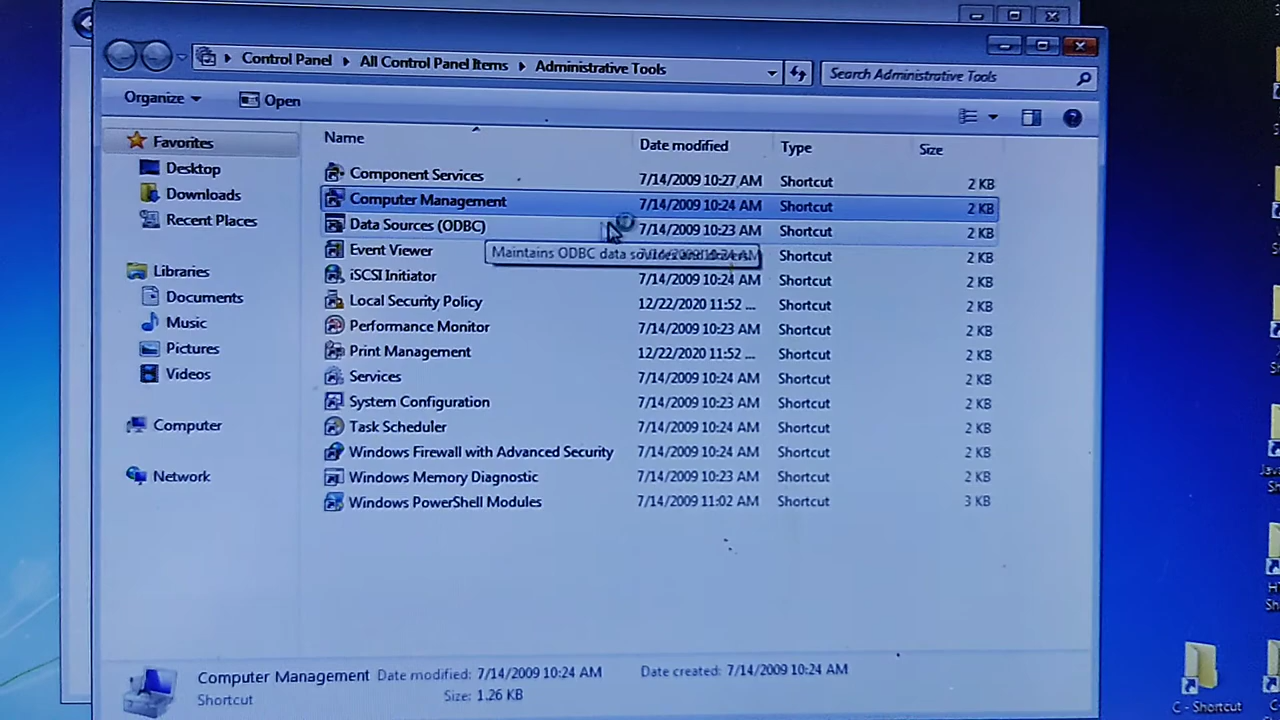 Control Panel All Control Panel Items Administrative Tools
Search Administrative Tools
Organize Open
Favorites
Desktop
Downloads
Recent Places
Libraries
Documents
Music
Pictures
Videos
Computer
Network
Name Date modified Type Size
Component Services 7/14/2009 10:27 AM Shortcut 2 KB
Computer Management 7/14/2009 10:24 AM Shortcut 2 KB
Data Sources (ODBC) 7/14/2009 10:23 AM Shortcut 2 KB
Event Viewer Shortcut 2 KB
Maintains ODBC data
iSCSI Initiator 7/14/2009 10:24 AM Shortcut 2 KB
Local Security Policy 12/22/2020 11:52 ... Shortcut 2 KB
Performance Monitor 7/14/2009 10:23 AM Shortcut 2 KB
Print Management 12/22/2020 11:52 ... Shortcut 2 KB
Services 7/14/2009 10:24 AM Shortcut 2 KB
System Configuration 7/14/2009 10:23 AM Shortcut 2 KB
Task Scheduler 7/14/2009 10:24 AM Shortcut 2 KB
Windows Firewall with Advanced Security 7/14/2009 10:24 AM Shortcut 2 KB
Windows Memory Diagnostic 7/14/2009 10:23 AM Shortcut 2 KB
Windows PowerShell Modules 7/14/2009 11:02 AM Shortcut 3 KB
Computer Management Date modified: 7/14/2009 10:24 AM Date created: 7/14/2009 10:24 AM
Shortcut Size: 1.26 KB
C - Shortcut